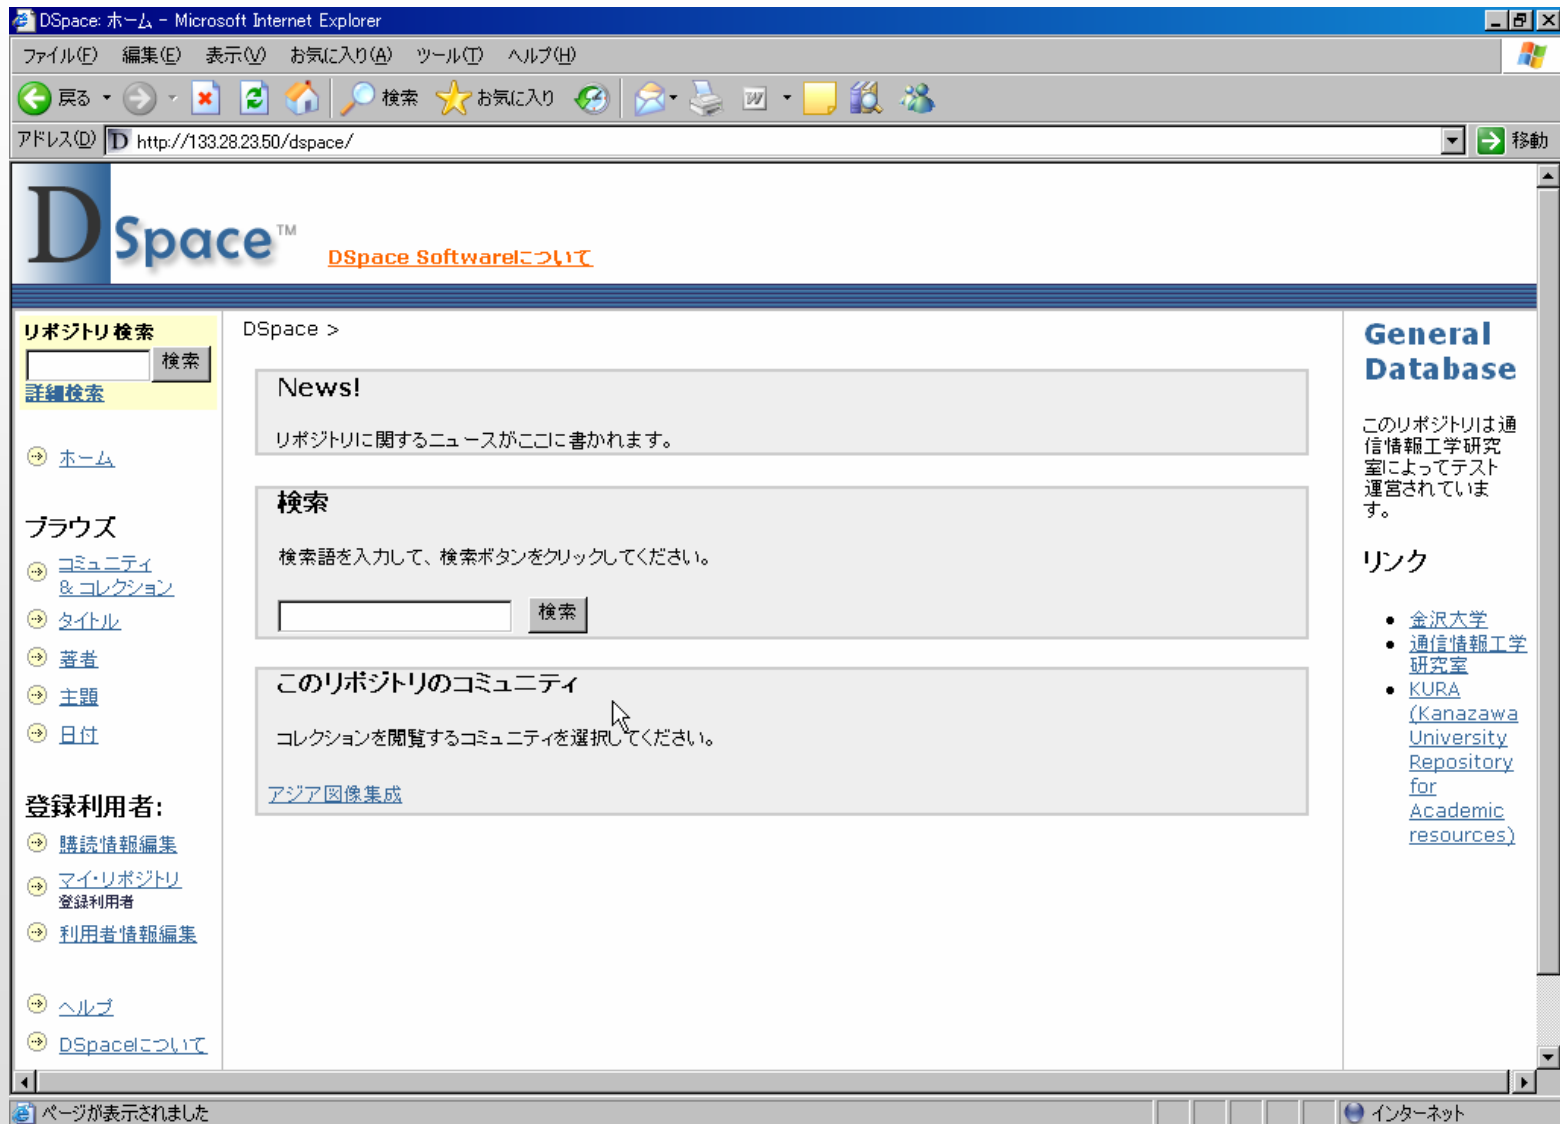 DSpace: ホーム - Microsoft Internet Explorer
ファイル(F) 編集(E) 表示(V) お気に入り(A) ツール(T) ヘルプ(H)
戻る 検索 お気に入り
アドレス(D) http://133.28.23.50/dspace/ 移動
DSpace™
DSpace Softwareについて
リポジトリ検索
検索
詳細検索
ホーム
ブラウズ
コミュニティ
& コレクション
タイトル
著者
主題
日付
登録利用者:
購読情報編集
マイ・リポジトリ
登録利用者
利用者情報編集
ヘルプ
DSpaceについて
DSpace >
News!
リポジトリに関するニュースがここに書かれます。
検索
検索語を入力して、検索ボタンをクリックしてください。
検索
このリポジトリのコミュニティ
コレクションを閲覧するコミュニティを選択してください。
アジア図像集成
General
Database
このリポジトリは通
信情報工学研究
室によってテスト
運営されていま
す。
リンク
金沢大学
通信情報工学
研究室
KURA
(Kanazawa
University
Repository
for
Academic
resources)
ページが表示されました インターネット